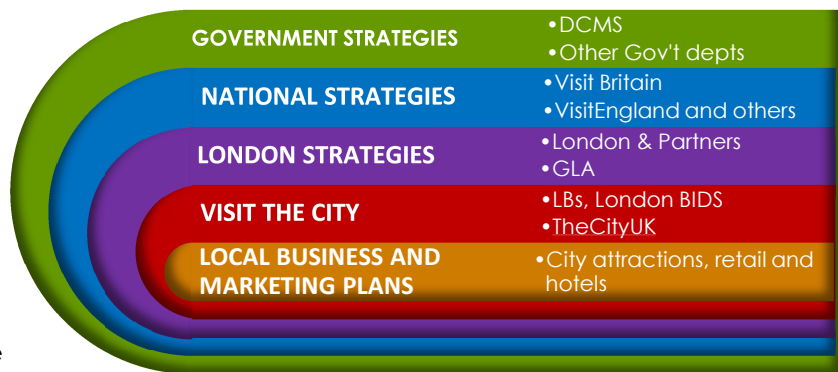 GOVERNMENT STRATEGIES
•DCMS
•Other Gov't depts
NATIONAL STRATEGIES
•Visit Britain
•VisitEngland and others
LONDON STRATEGIES
•London & Partners
•GLA
VISIT THE CITY
•LBs, London BIDS
•TheCityUK
LOCAL BUSINESS AND
MARKETING PLANS
•City attractions, retail and
hotels
e